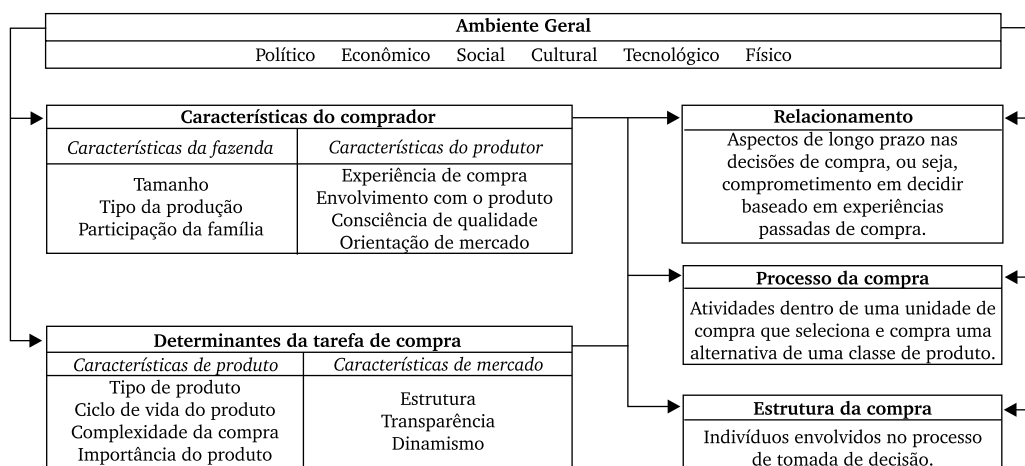 Ambiente Geral
Político Econômico Social Cultural Tecnológico Físico
Características do comprador
Características da fazenda
Tamanho
Tipo da produção
Participação da família
Características do produtor
Experiência de compra
Envolvimento com o produto
Consciência de qualidade
Orientação de mercado
Determinantes da tarefa de compra
Características de produto
Tipo de produto
Ciclo de vida do produto
Complexidade da compra
Importância do produto
Características de mercado
Estrutura
Transparência
Dinamismo
Relacionamento
Aspectos de longo prazo nas
decisões de compra, ou seja,
comprometimento em decidir
baseado em experiências
passadas de compra.
Processo da compra
Atividades dentro de uma unidade de
compra que seleciona e compra uma
alternativa de uma classe de produto.
Estrutura da compra
Indivíduos envolvidos no processo
de tomada de decisão.